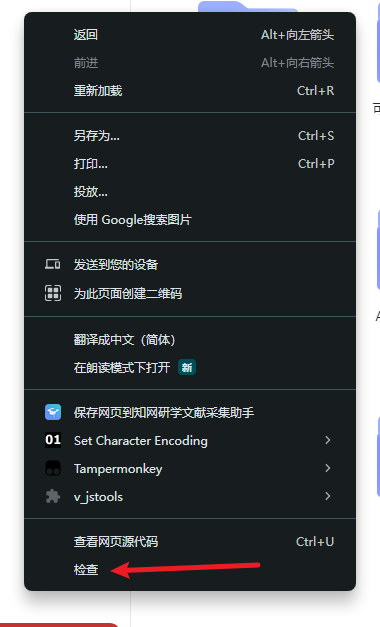 返回 Alt+向左箭头
前进 Alt+向右箭头
重新加载 Ctrl+R
另存为... Ctrl+S
打印... Ctrl+P
投放...
使用 Google搜索图片
发送到您的设备
为此页面创建二维码
翻译成中文（简体）
在朗读模式下打开 新
保存网页到知网研学文献采集助手
01 Set Character Encoding
Tampermonkey
v_jstools
查看网页源代码 Ctrl+U
检查